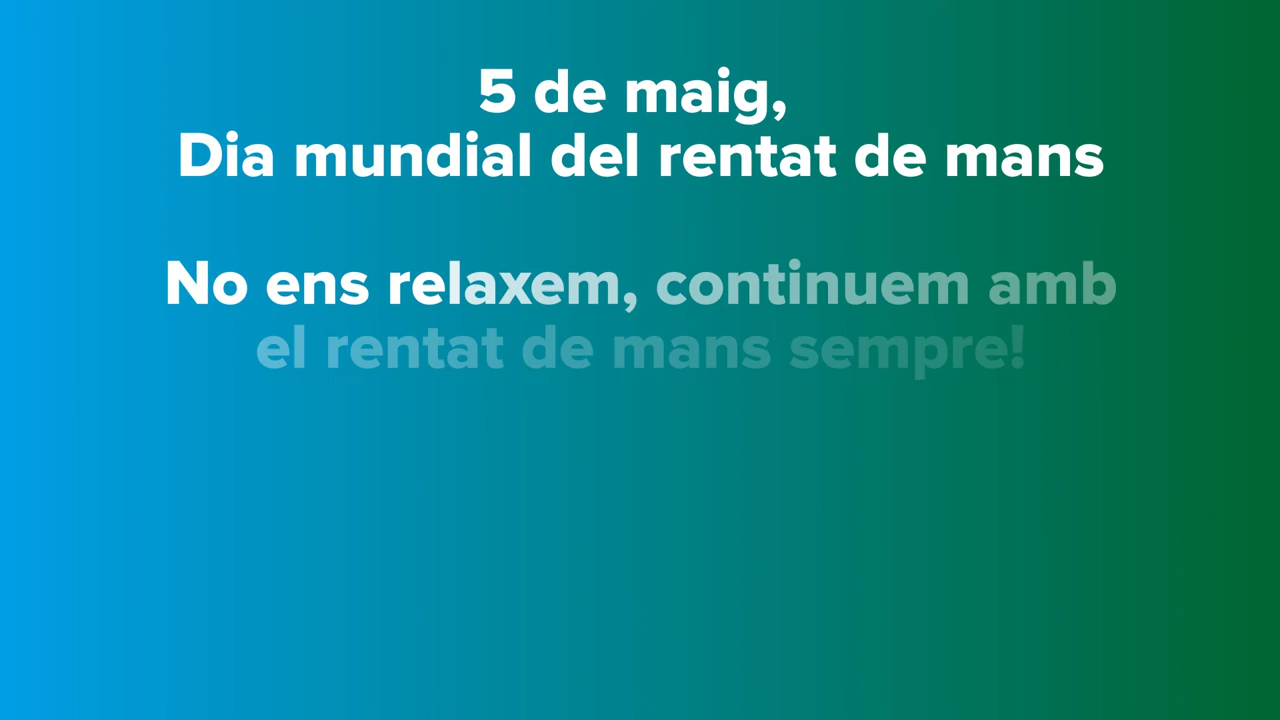 5 de maig,
Dia mundial del rentat de mans
No ens relaxem, continuem amb
el rentat de mans sempre!